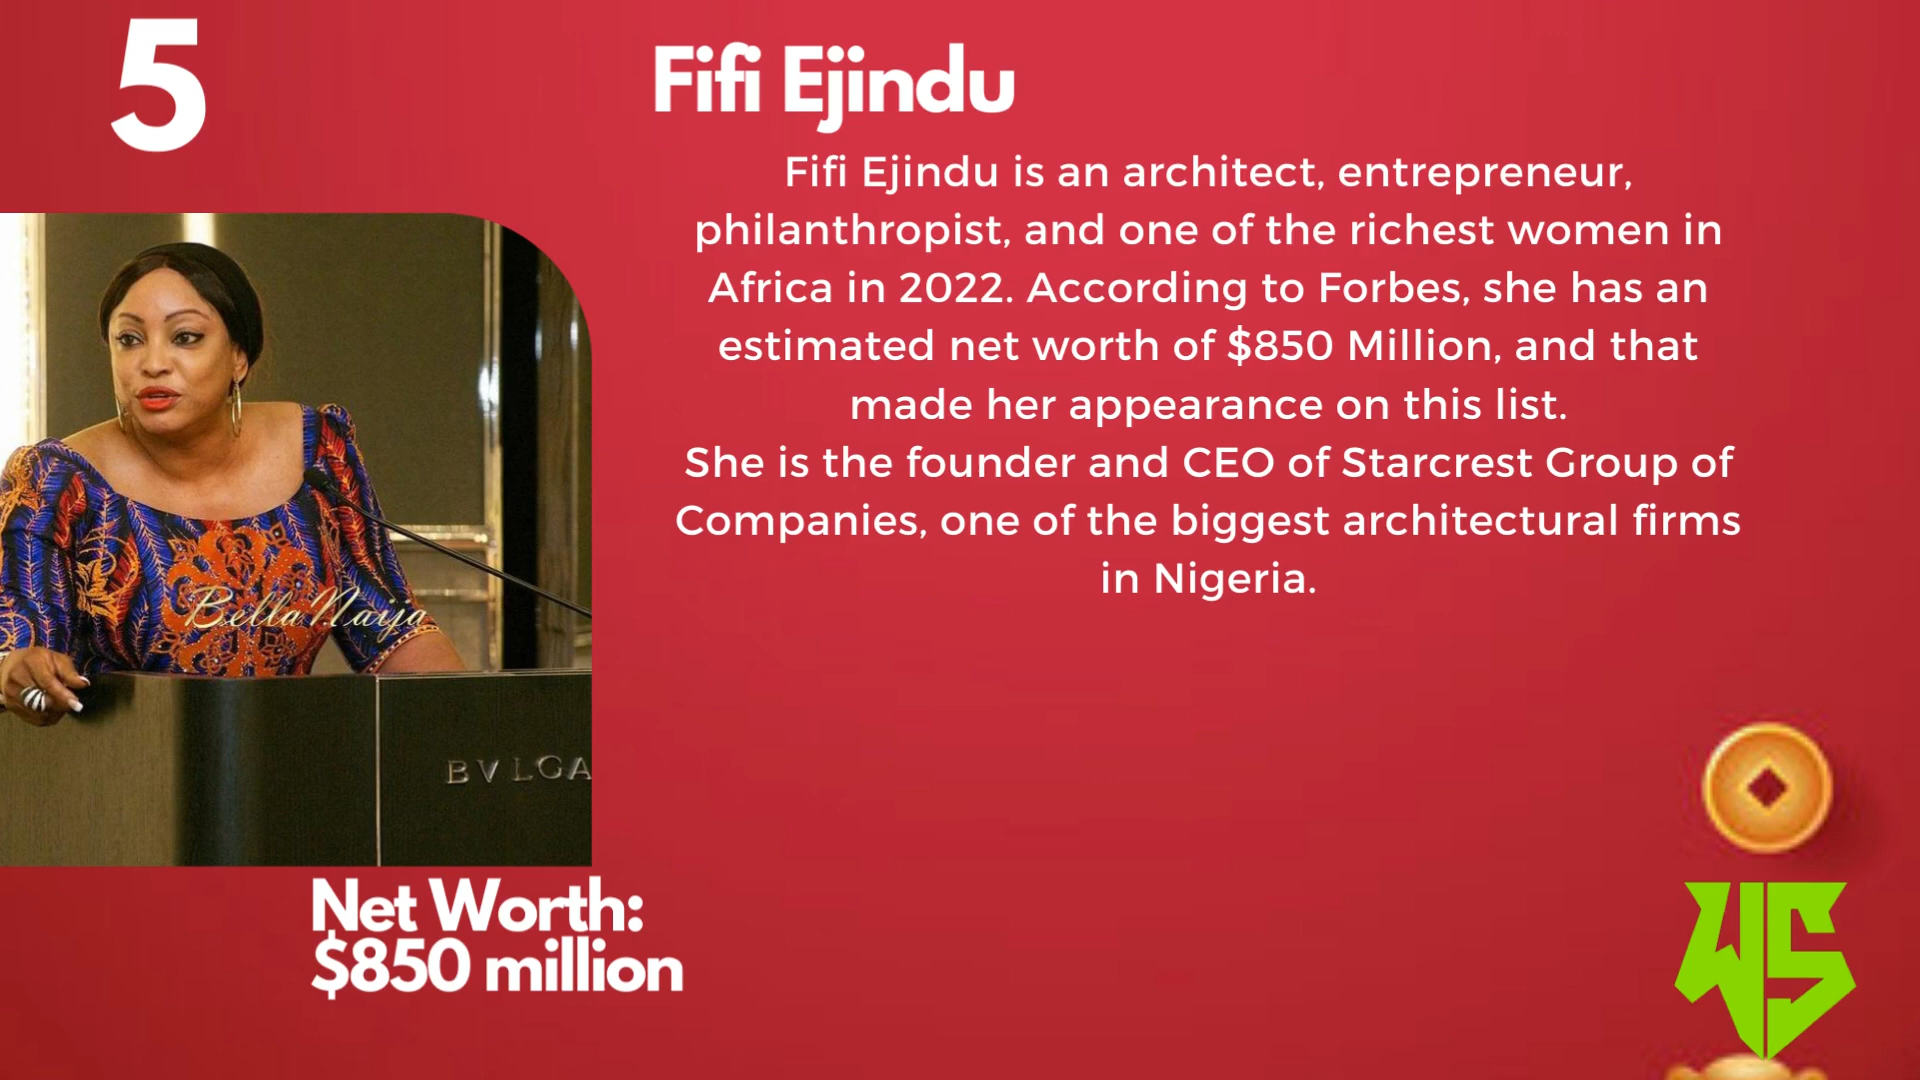 5
Fifi Ejindu
Fifi Ejindu is an architect, entrepreneur,
philanthropist, and one of the richest women in
Africa in 2022. According to Forbes, she has an
estimated net worth of $850 Million, and that
made her appearance on this list.
She is the founder and CEO of Starcrest Group of
Companies, one of the biggest architectural firms
in Nigeria.
BellaNaija
BVLGA
Net Worth:
$850 million
WS